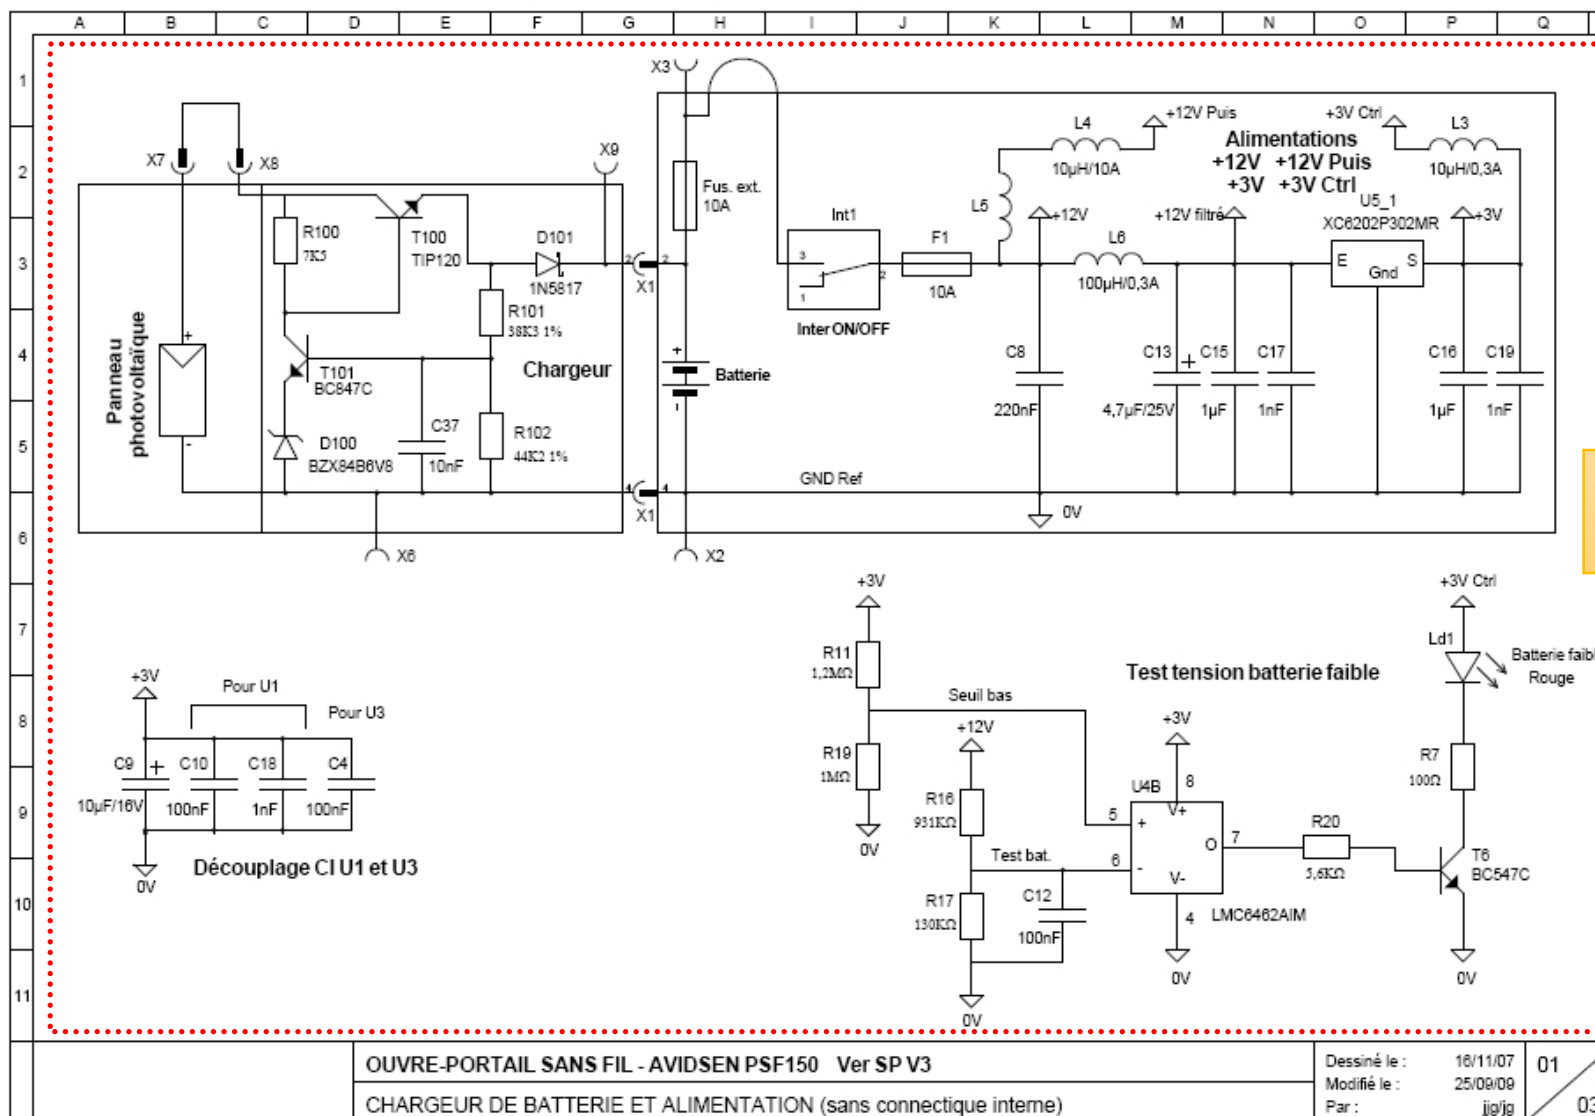 A B C D E F G H I J K L M N O P Q
1
2
3
4
5
6
7
8
9
10
11
X7
X8
X9
X3
R100
7K5
T100
TIP120
D101
1N5817
2
2
X1
R101
38K3 1%
Panneau
photovoltaïque
+
-
T101
BC847C
Chargeur
D100
BZX84B6V8
C37
10nF
R102
44K2 1%
4
4
X1
X6
X2
Fus. ext.
10A
+
-
Batterie
Int1
3
1
2
Inter ON/OFF
F1
10A
L5
L4
10µH/10A
+12V Puis
+12V
L6
100µH/0,3A
+12V filtré
Alimentations
+12V +12V Puis
+3V +3V Ctrl
+3V Ctrl
L3
10µH/0,3A
U5_1
XC6202P302MR
E
S
Gnd
+3V
C8
220nF
C13
+
4,7µF/25V
C15
1µF
C17
1nF
C16
1µF
C19
1nF
GND Ref
0V
+3V
Pour U1
Pour U3
C9
+
10µF/16V
C10
100nF
C18
1nF
C4
100nF
0V
Découplage CI U1 et U3
+3V
R11
1,2MΩ
Seuil bas
R19
1MΩ
0V
+12V
R16
931KΩ
Test bat.
R17
130KΩ
C12
100nF
0V
Test tension batterie faible
+3V
U4B
8
5
+
V+
O
7
6
-
V-
4
LMC6462AIM
0V
R20
5,6KΩ
+3V Ctrl
Ld1
Batterie faibl
Rouge
R7
100Ω
T6
BC547C
0V
OUVRE-PORTAIL SANS FIL - AVIDSEN PSF150 Ver SP V3
CHARGEUR DE BATTERIE ET ALIMENTATION (sans connectique interne)
Dessiné le : 16/11/07
Modifié le : 25/09/09
Par : jjg/jg
01
03